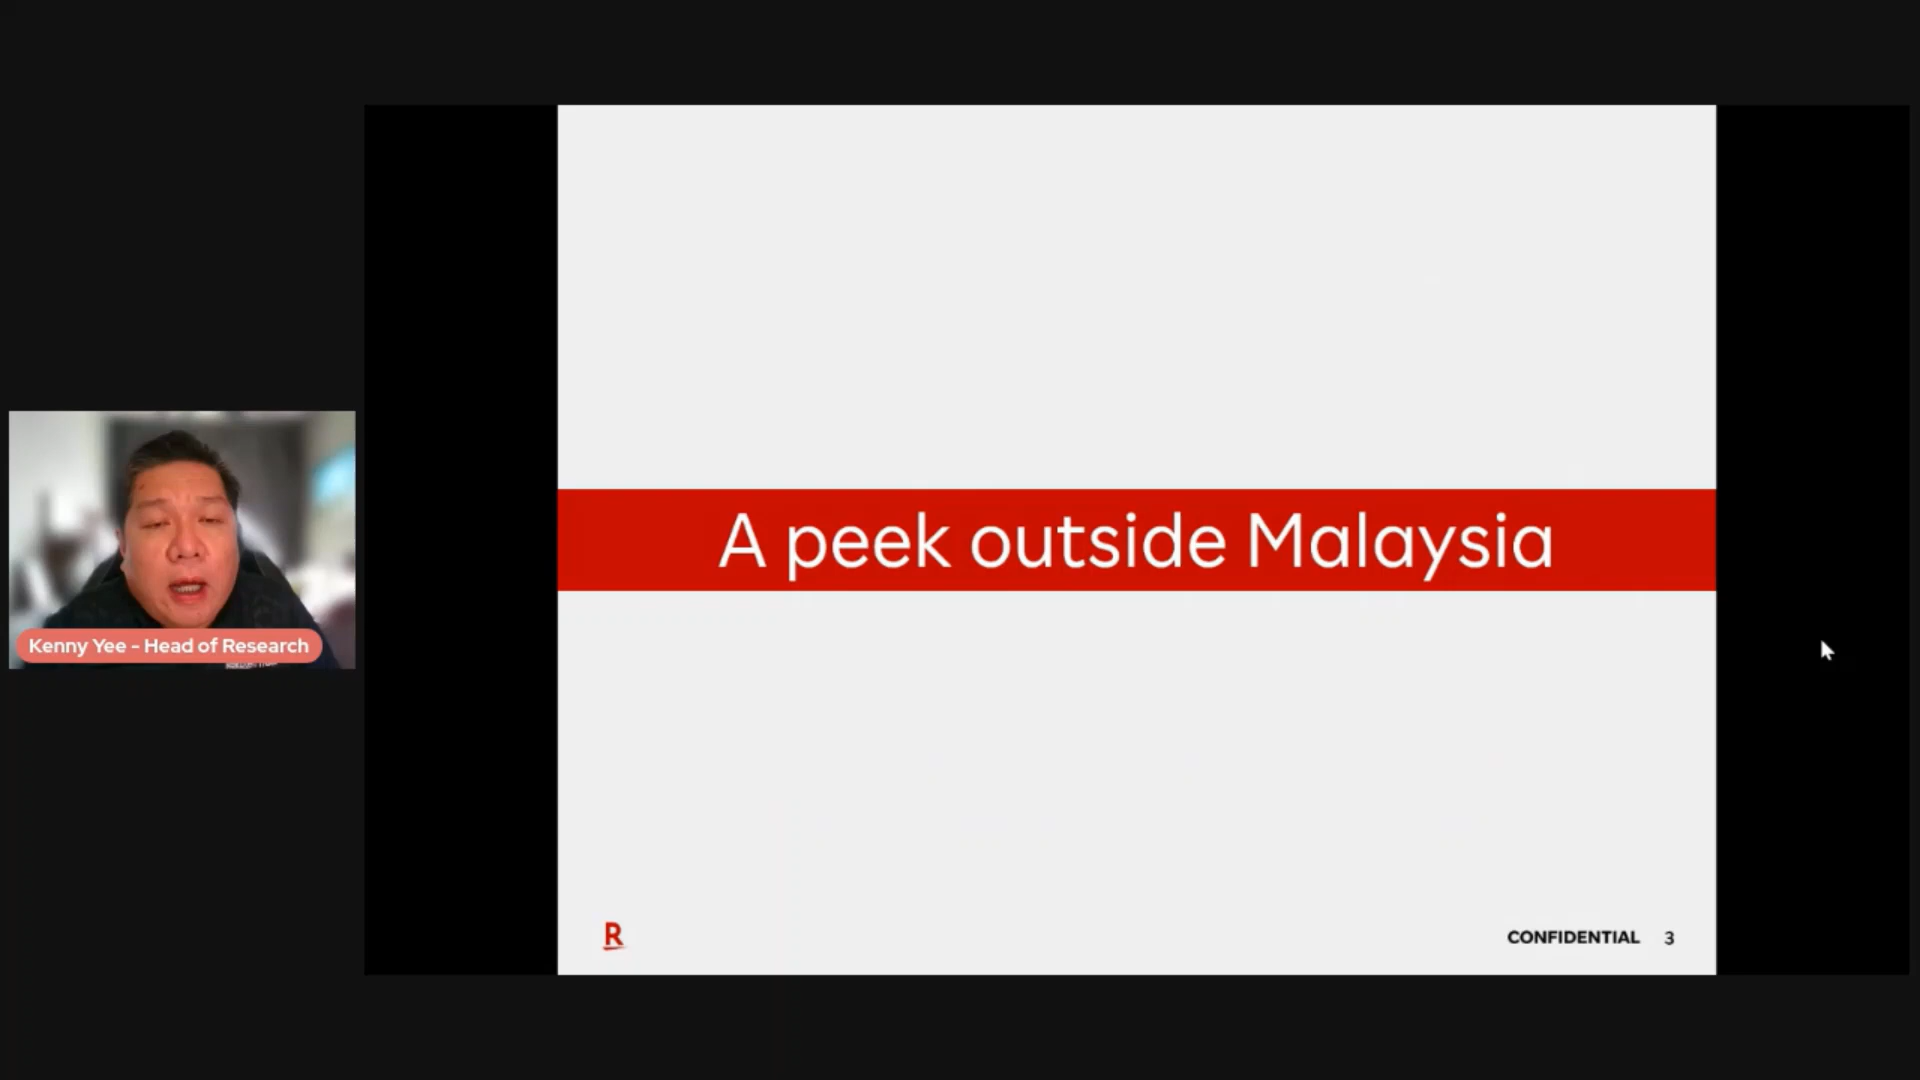 A peek outside Malaysia
Kenny Yee - Head of Research
R
CONFIDENTIAL 3